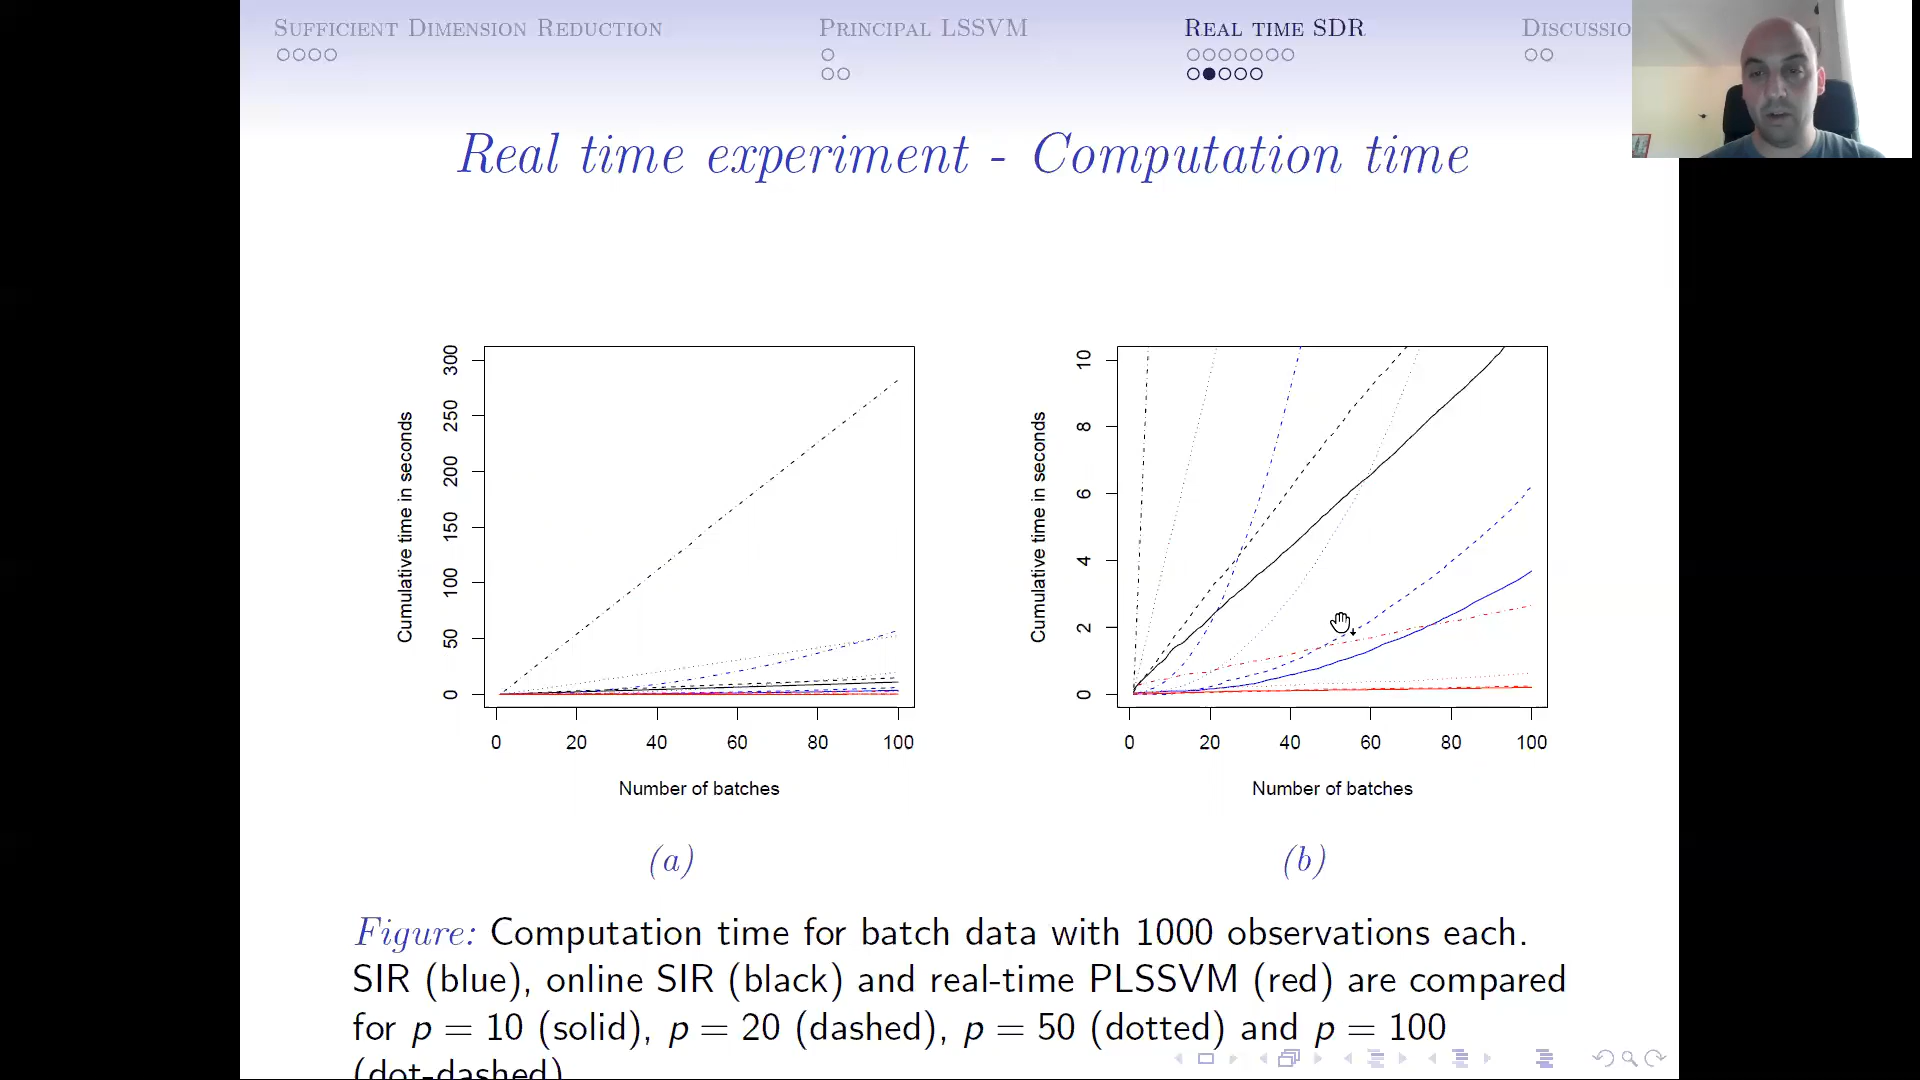 Sufficient Dimension Reduction Principal LSSVM Real time SDR Discussio
Real time experiment - Computation time
300
250
200
150
100
50
0
Cumulative time in seconds
0 20 40 60 80 100
Number of batches
(a)
10
8
6
4
2
0
Cumulative time in seconds
0 20 40 60 80 100
Number of batches
(b)
Figure: Computation time for batch data with 1000 observations each.
SIR (blue), online SIR (black) and real-time PLSSVM (red) are compared
for p = 10 (solid), p = 20 (dashed), p = 50 (dotted) and p = 100
(dot-dashed)